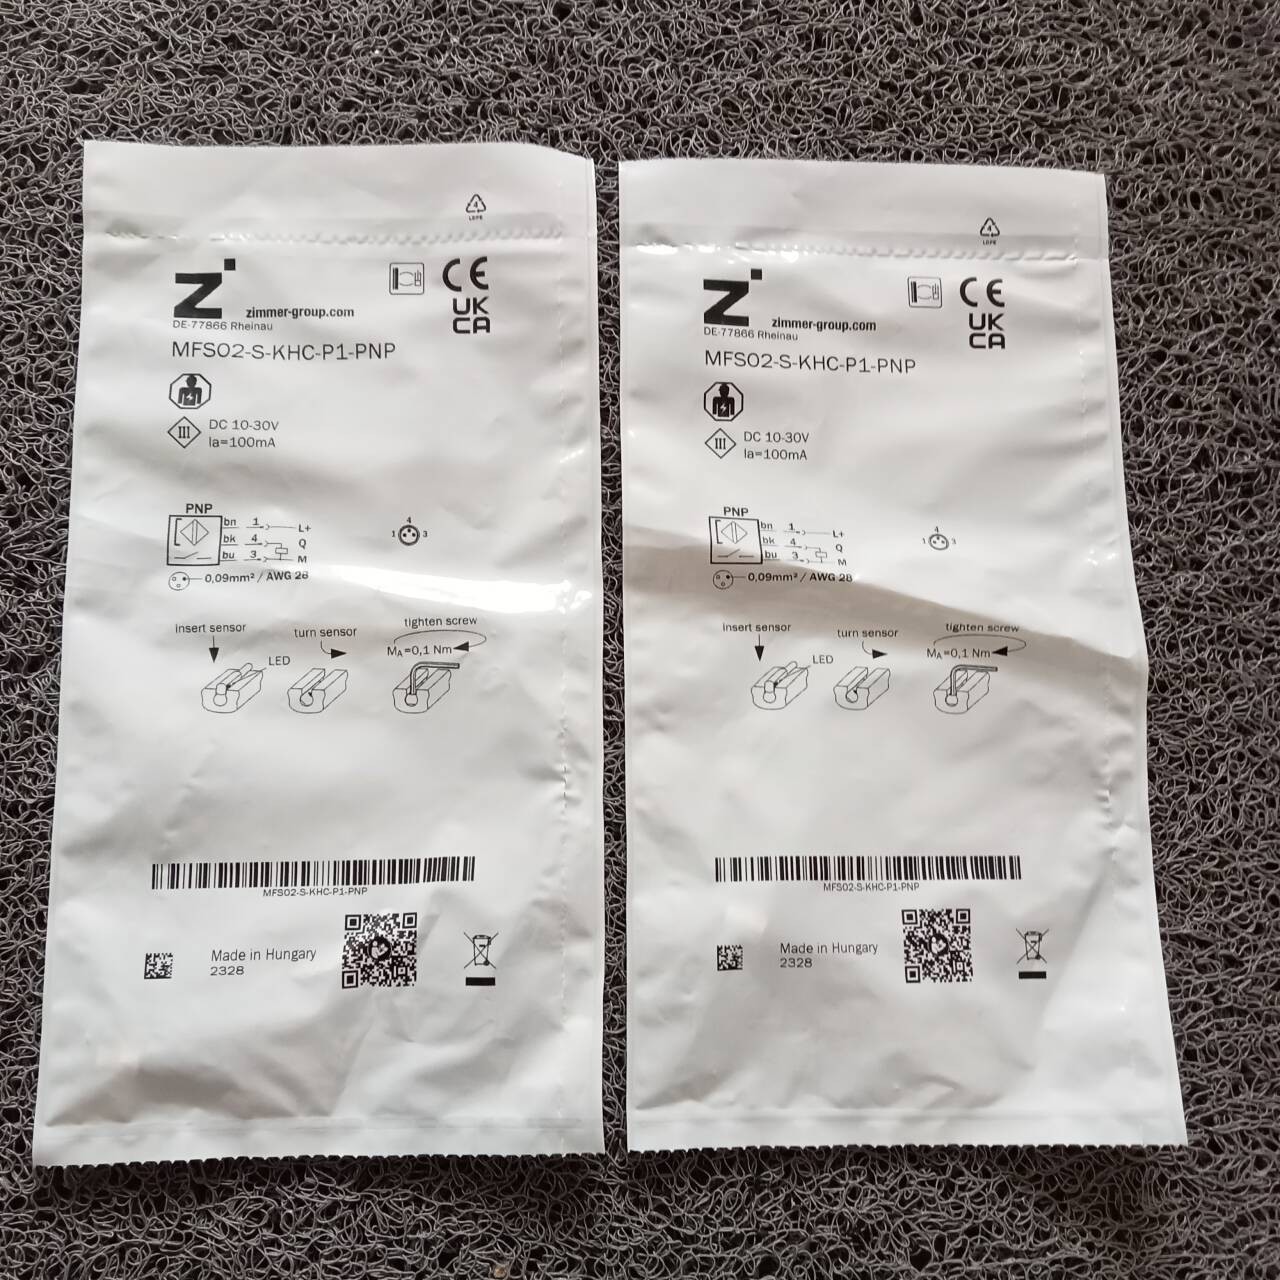 4
LDPE
Z
CE
UK
CA
zimmer-group.com
DE-77866 Rheinau
MFS02-S-KHC-P1-PNP
III
DC 10-30V
Ia=100mA
PNP
bn 1 L+
bk 4 Q
bu 3 M
4
1 3
0,09mm² / AWG 28
insert sensor
turn sensor
tighten screw
LED
MA=0,1 Nm
MFS02-S-KHC-P1-PNP
Made in Hungary
2328
4
LDPE
Z
CE
UK
CA
zimmer-group.com
DE-77866 Rheinau
MFS02-S-KHC-P1-PNP
III
DC 10-30V
Ia=100mA
PNP
bn 1 L+
bk 4 Q
bu 3 M
4
1 3
0,09mm² / AWG 28
insert sensor
turn sensor
tighten screw
LED
MA=0,1 Nm
MFS02-S-KHC-P1-PNP
Made in Hungary
2328